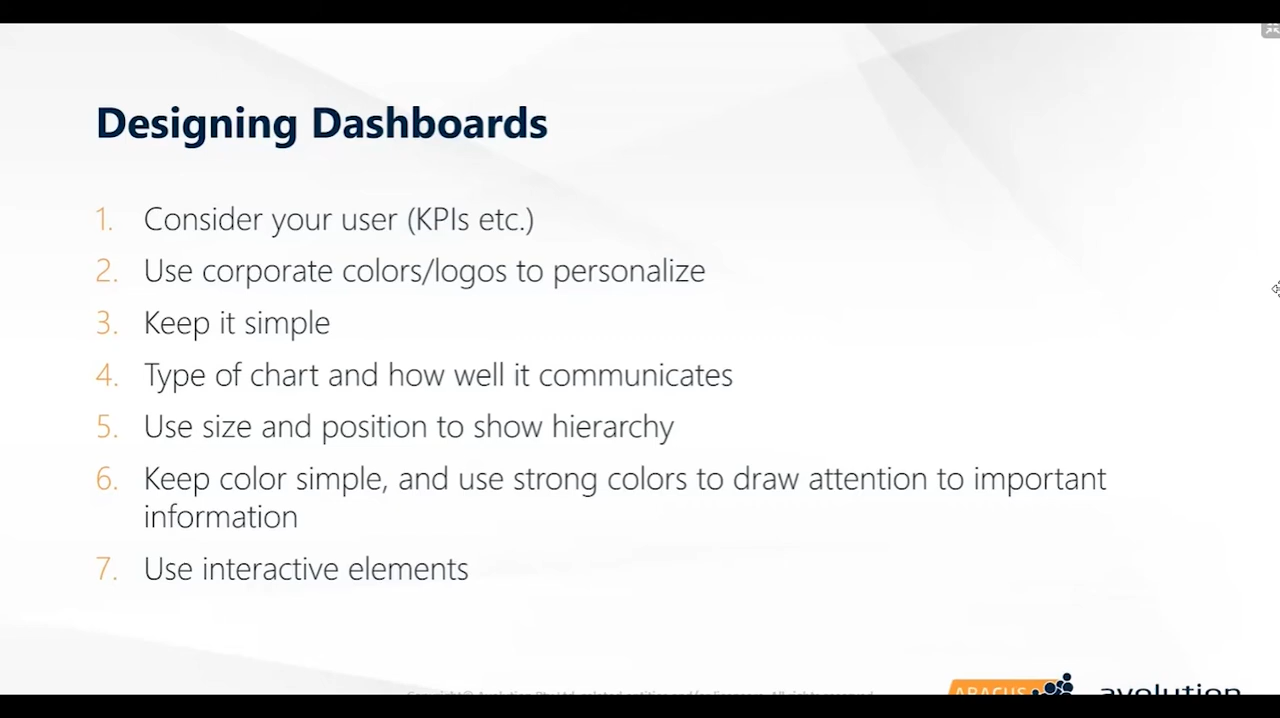 Designing Dashboards
1. Consider your user (KPIs etc.)
2. Use corporate colors/logos to personalize
3. Keep it simple
4. Type of chart and how well it communicates
5. Use size and position to show hierarchy
6. Keep color simple, and use strong colors to draw attention to important
information
7. Use interactive elements
ABACUS
avolution